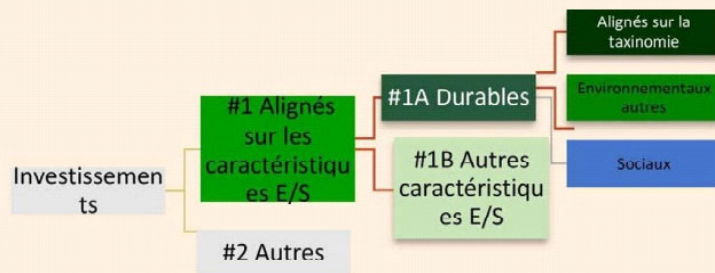 Investissemen
ts
#1 Alignés
sur les
caractéristiqu
es E/S
#2 Autres
#1A Durables
#1B Autres
caractéristiqu
es E/S
Alignés sur la
taxinomie
Environnementaux
autres
Sociaux